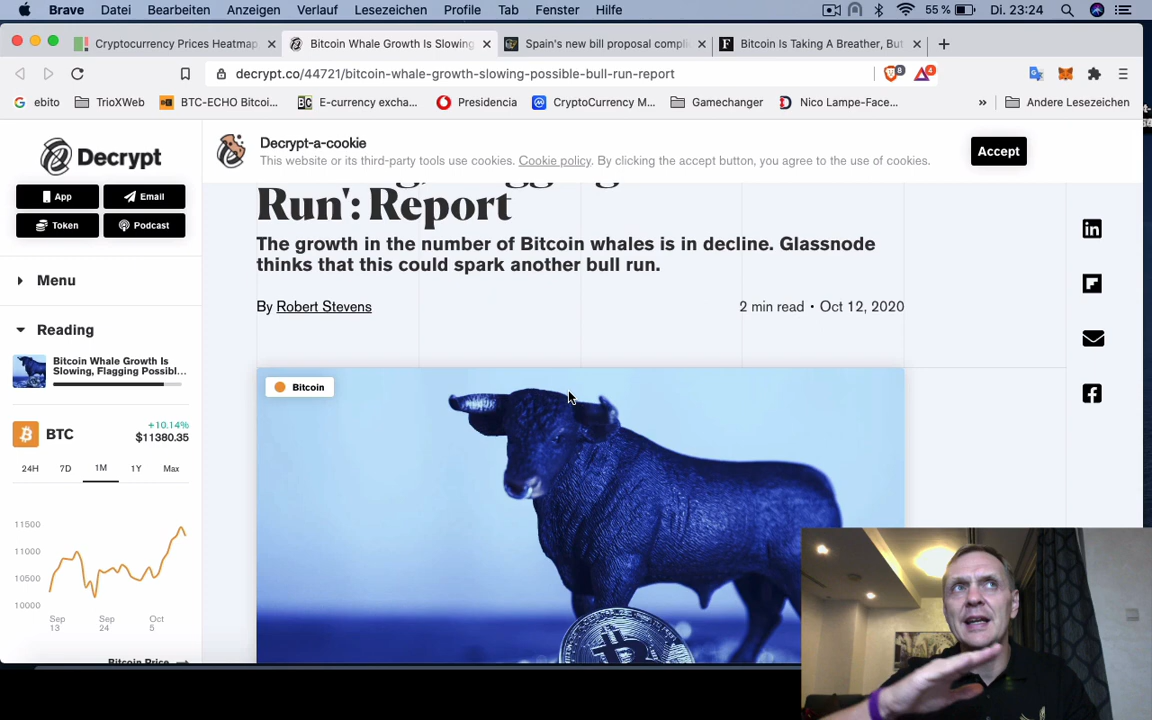 Brave Datei Bearbeiten Anzeigen Verlauf Lesezeichen Profile Tab Fenster Hilfe 55 % Di. 23:24
Cryptocurrency Prices Heatmap × Bitcoin Whale Growth Is Slowing × Spain's new bill proposal compli × Bitcoin Is Taking A Breather, But × +
decrypt.co/44721/bitcoin-whale-growth-slowing-possible-bull-run-report 8 4
ebito TrioXWeb BTC-ECHO Bitcoi... E-currency excha... Presidencia CryptoCurrency M... Gamechanger Nico Lampe-Face... » Andere Lesezeichen
Decrypt
App Email
Token Podcast
Menu
Reading
Bitcoin Whale Growth Is
Slowing, Flagging Possibl...
BTC
+10.14%
$11380.35
24H 7D 1M 1Y Max
11500
11000
10500
10000
Sep 13 Sep 24 Oct 5
Bitcoin Price
Decrypt-a-cookie
This website or its third-party tools use cookies. Cookie policy. By clicking the accept button, you agree to the use of cookies.
Accept
Run': Report
The growth in the number of Bitcoin whales is in decline. Glassnode
thinks that this could spark another bull run.
By Robert Stevens 2 min read • Oct 12, 2020
Bitcoin